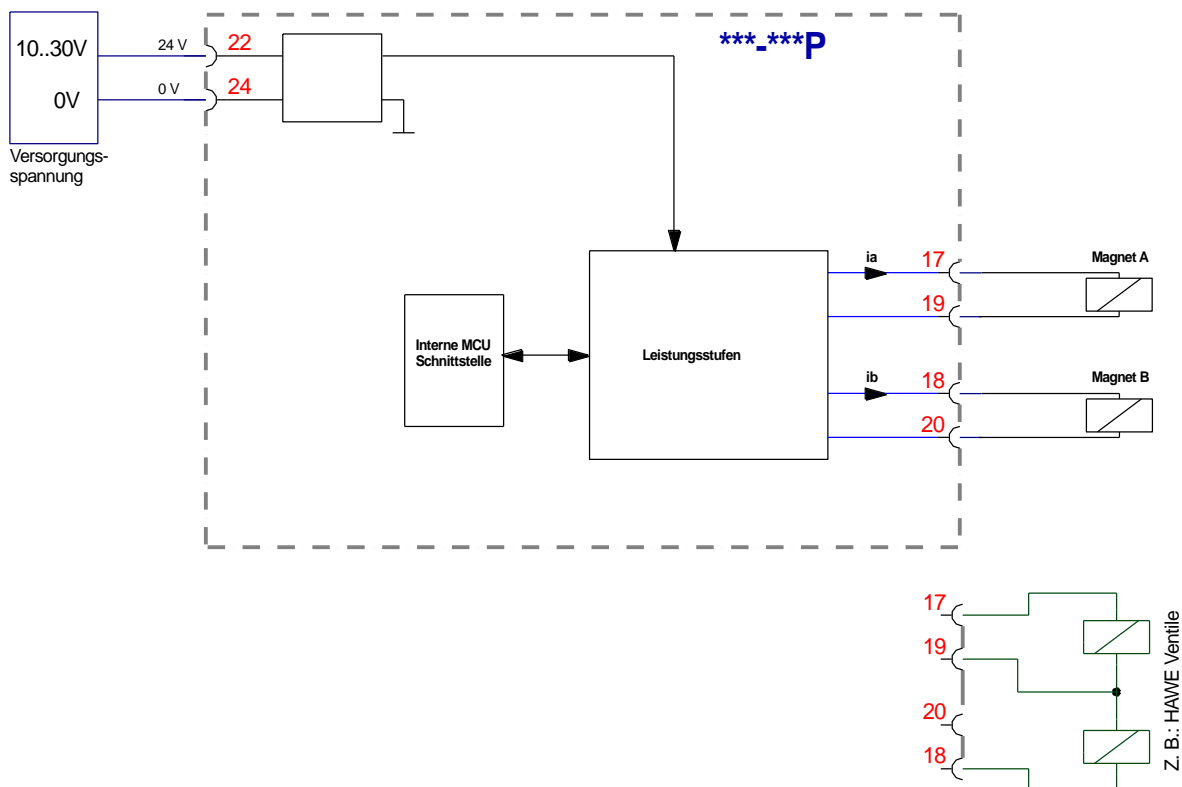 ***-***P
10..30V
24 V
22
0V
0 V
24
Versorgungs-
spannung
ia
17
Magnet A
19
Interne MCU
Schnittstelle
Leistungsstufen
ib
18
Magnet B
20
17
19
20
18
Z. B.: HAWE Ventile